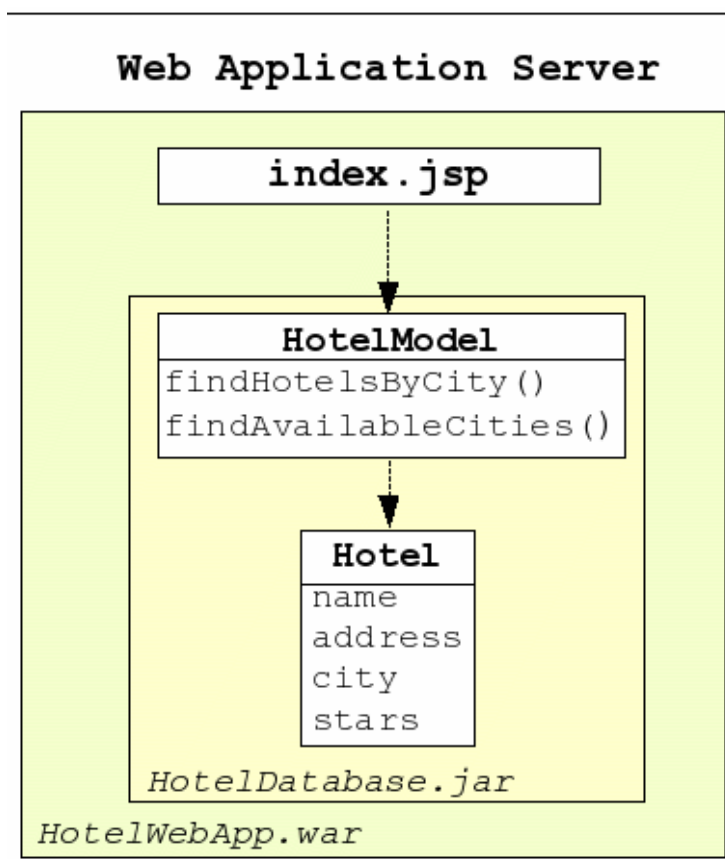 Web Application Server
index.jsp
HotelModel
findHotelsByCity()
findAvailableCities()
Hotel
name
address
city
stars
HotelDatabase.jar
HotelWebApp.war